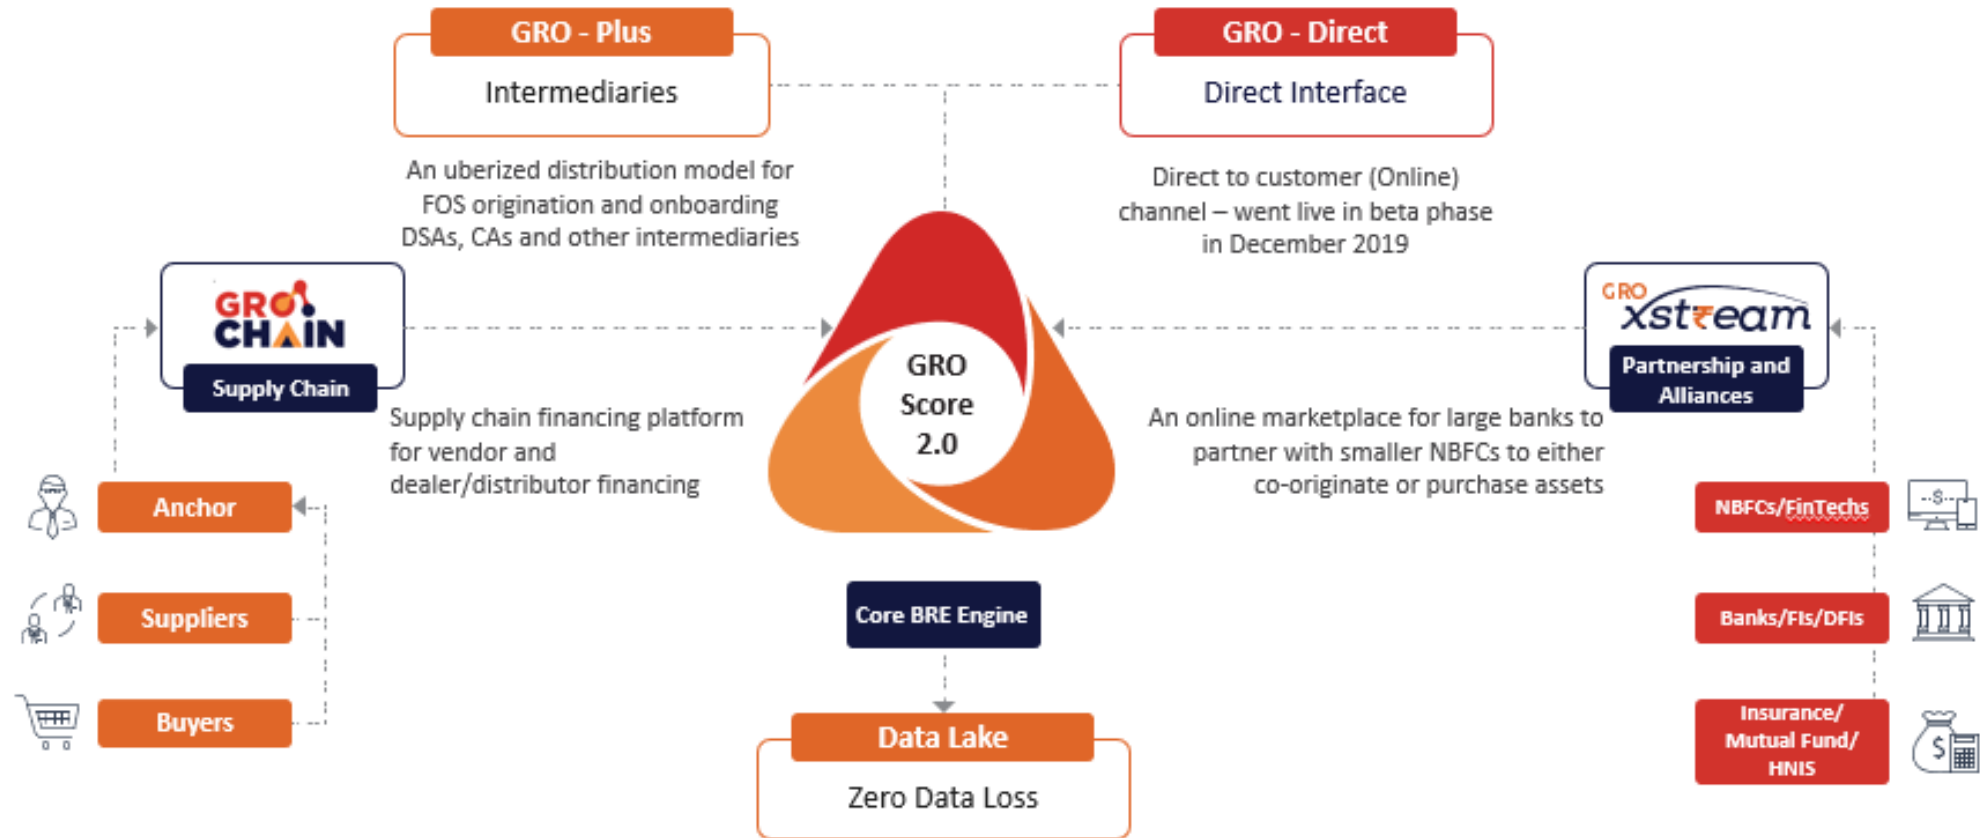 GRO - Plus
Intermediaries
An uberized distribution model for
FOS origination and onboarding
DSAs, CAs and other intermediaries
GRO - Direct
Direct Interface
Direct to customer (Online)
channel – went live in beta phase
in December 2019
GRO
CHAIN
Supply Chain
Supply chain financing platform
for vendor and
dealer/distributor financing
GRO
Score
2.0
GRO
xst₹eam
Partnership and
Alliances
An online marketplace for large banks to
partner with smaller NBFCs to either
co-originate or purchase assets
Anchor
Suppliers
Buyers
NBFCs/FinTechs
Banks/FIs/DFIs
Insurance/
Mutual Fund/
HNIS
Core BRE Engine
Data Lake
Zero Data Loss